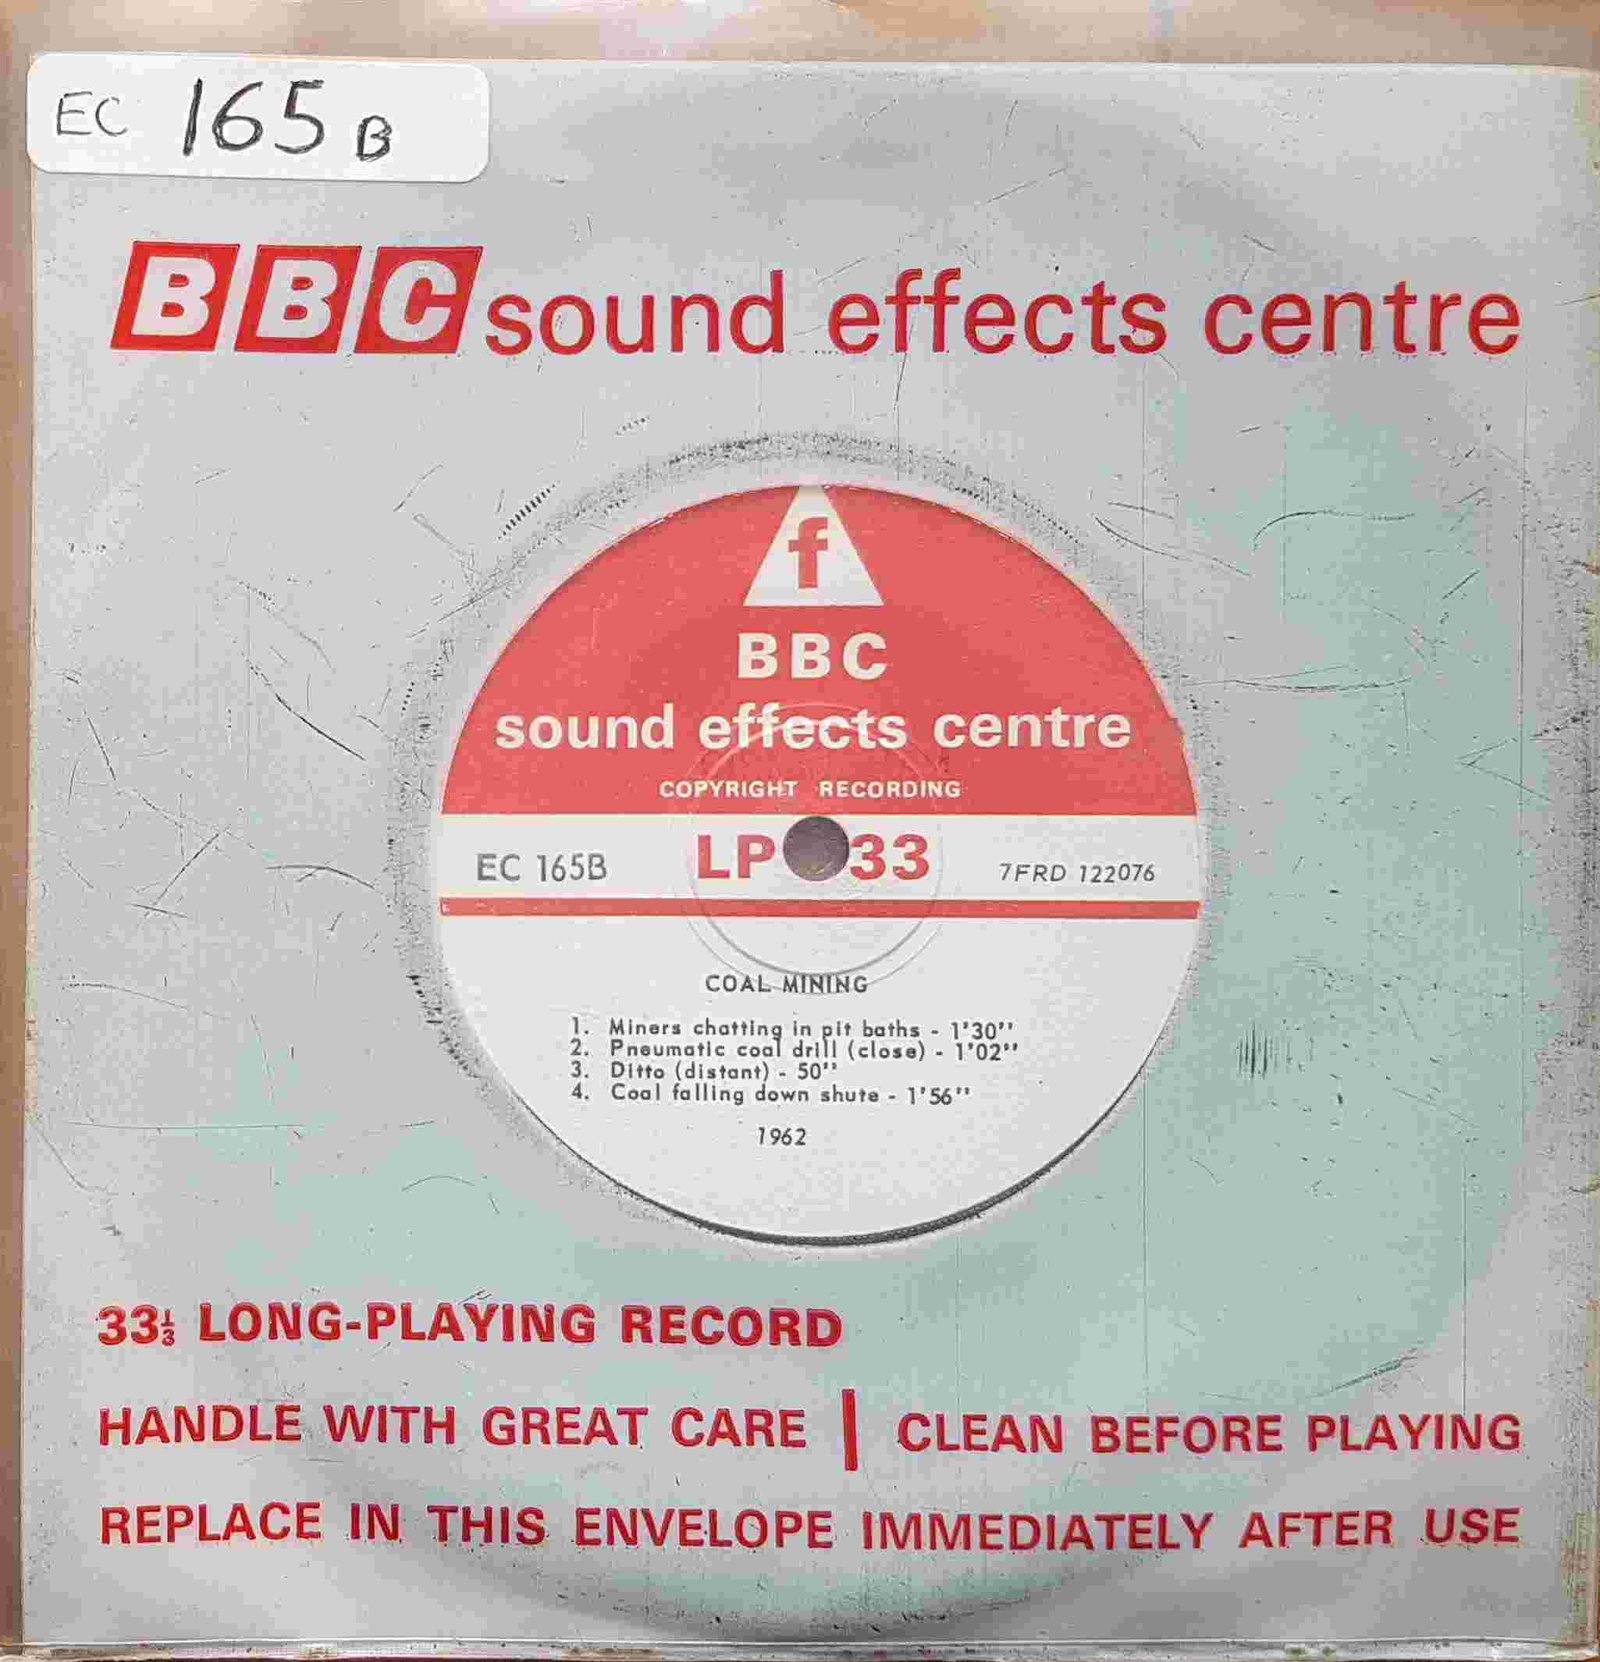 EC 165 B
BBC sound effects centre
f
BBC
sound effects centre
COPYRIGHT RECORDING
EC 165B LP 33 7FRD 122076
COAL MINING
1. Miners chatting in pit baths - 1'30''
2. Pneumatic coal drill (close) - 1'02''
3. Ditto (distant) - 50''
4. Coal falling down shute - 1'56''
1962
33⅓ LONG-PLAYING RECORD
HANDLE WITH GREAT CARE | CLEAN BEFORE PLAYING
REPLACE IN THIS ENVELOPE IMMEDIATELY AFTER USE